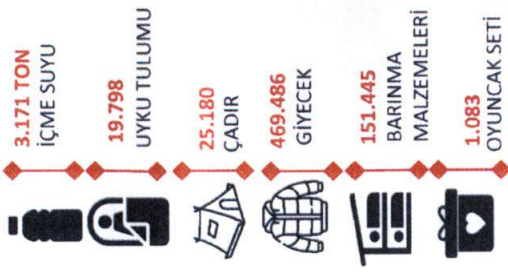 3.171 TON
İÇME SUYU
19.798
UYKU TULUMU
25.180
ÇADIR
469.486
GİYECEK
151.445
BARINMA
MALZEMELERİ
1.083
OYUNCAK SETİ